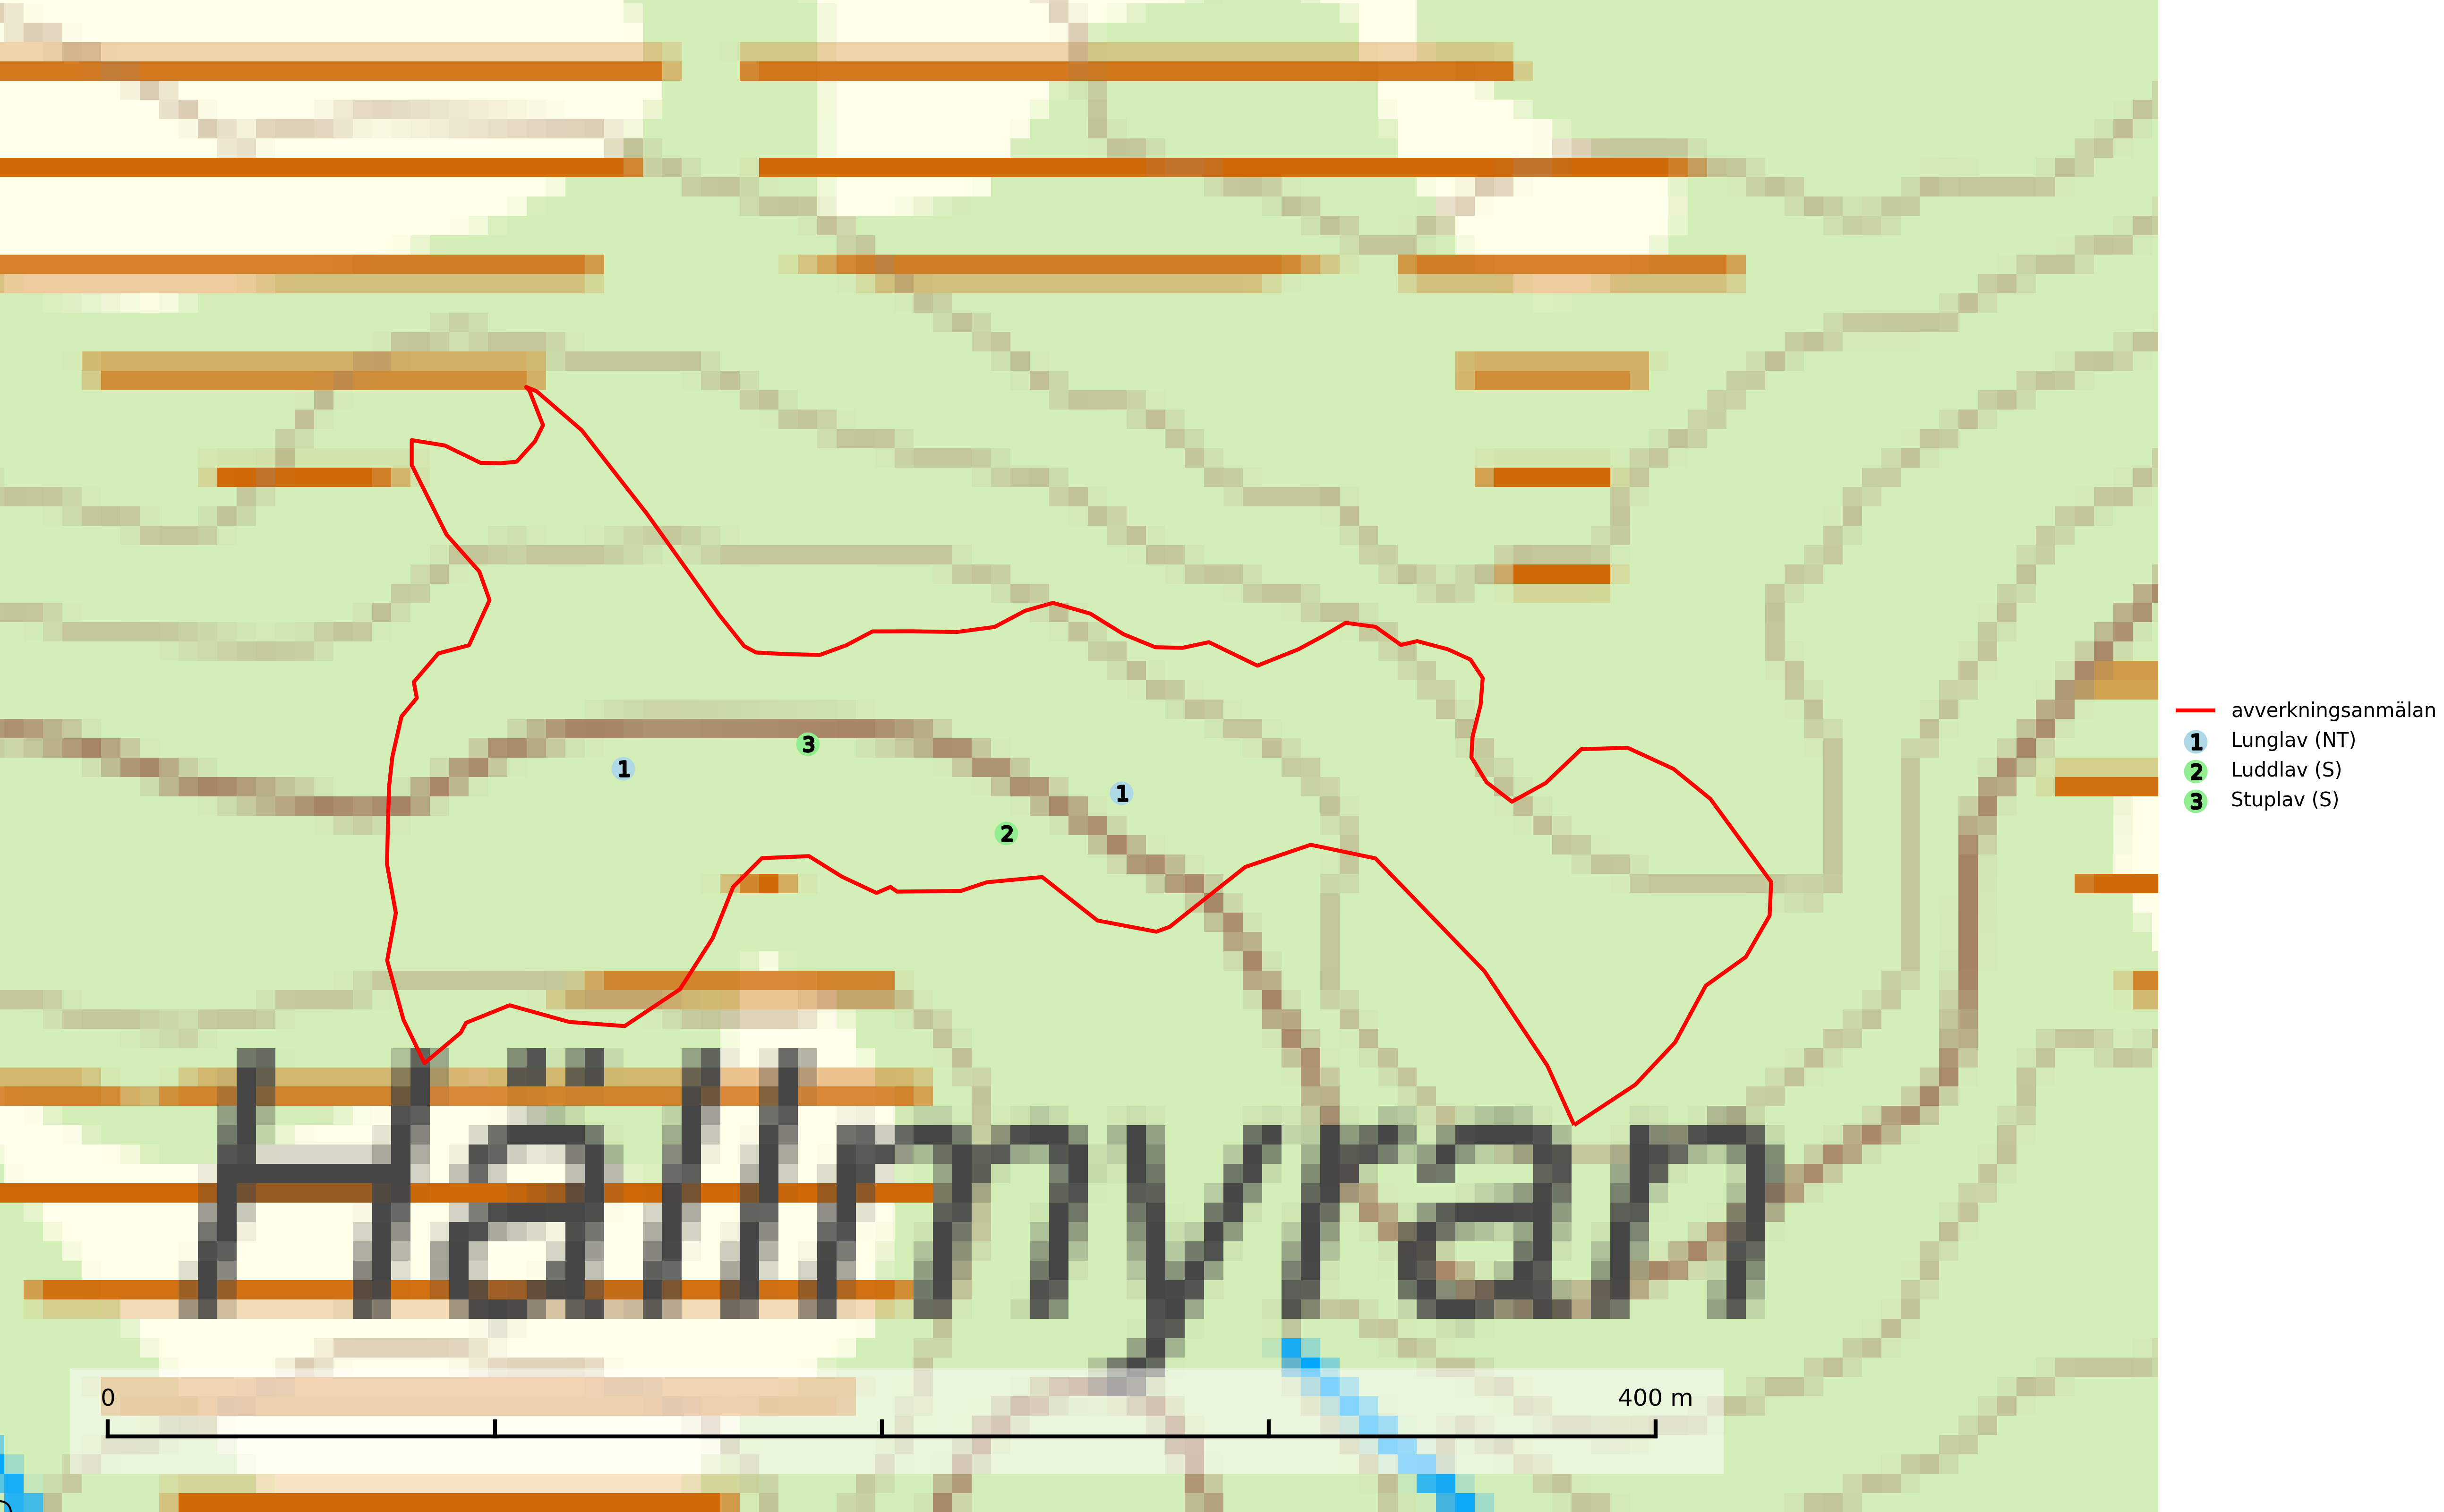 avverkningsanmälan
1 Lunglav (NT)
2 Luddlav (S)
3 Stuplav (S)
3
1
1
2
Hällmyran
0 400 m